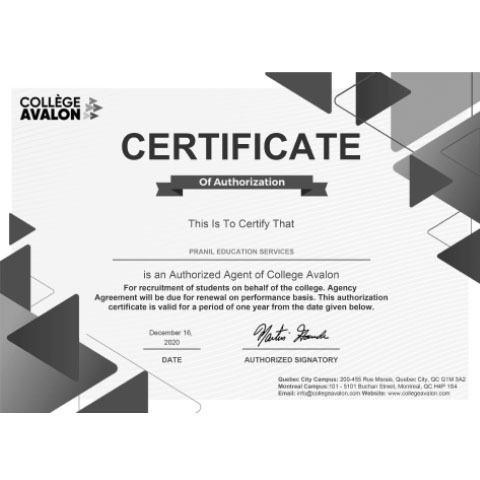 COLLÈGE
AVALON
CERTIFICATE
Of Authorization
This Is To Certify That
PRANIL EDUCATION SERVICES
is an Authorized Agent of College Avalon
For recruitment of students on behalf of the college. Agency
Agreement will be due for renewal on performance basis. This authorization
certificate is valid for a period of one year from the date given below.
December 16,
2020
DATE
AUTHORIZED SIGNATORY
Quebec City Campus: 200-455 Rue Marais, Quebec City, QC G1M 3A2
Montreal Campus:101 - 5101 Buchan Street, Montreal, QC H4P 1S4
Email: info@collegeavalon.com Website: www.collegeavalon.com